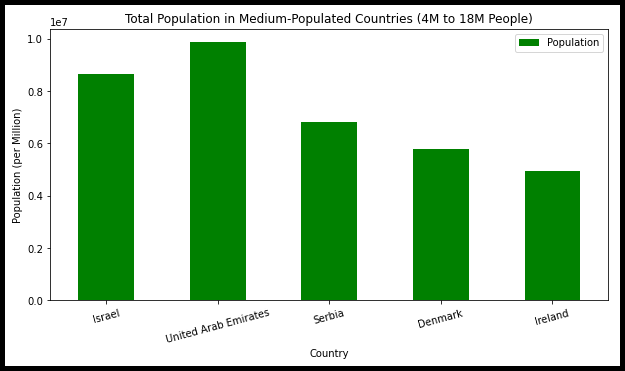 Total Population in Medium-Populated Countries (4M to 18M People)
1e7
Population
1.0
0.8
0.6
0.4
0.2
0.0
Population (per Million)
Israel
United Arab Emirates
Serbia
Denmark
Ireland
Country